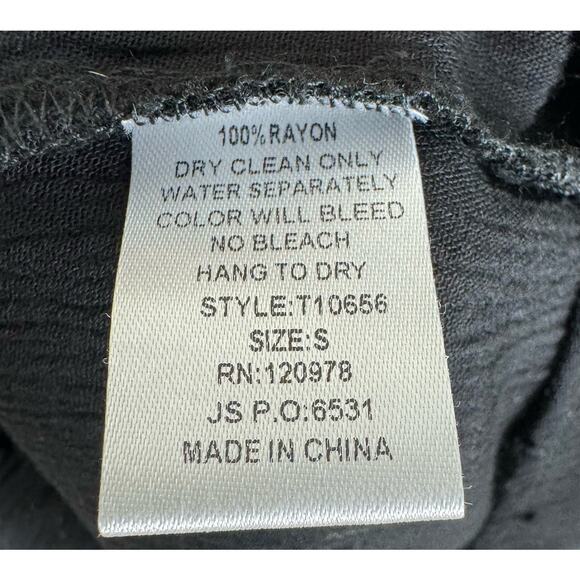 100%RAYON
DRY CLEAN ONLY
WATER SEPARATELY
COLOR WILL BLEED
NO BLEACH
HANG TO DRY
STYLE:T10656
SIZE:S
RN:120978
JS P.O:6531
MADE IN CHINA